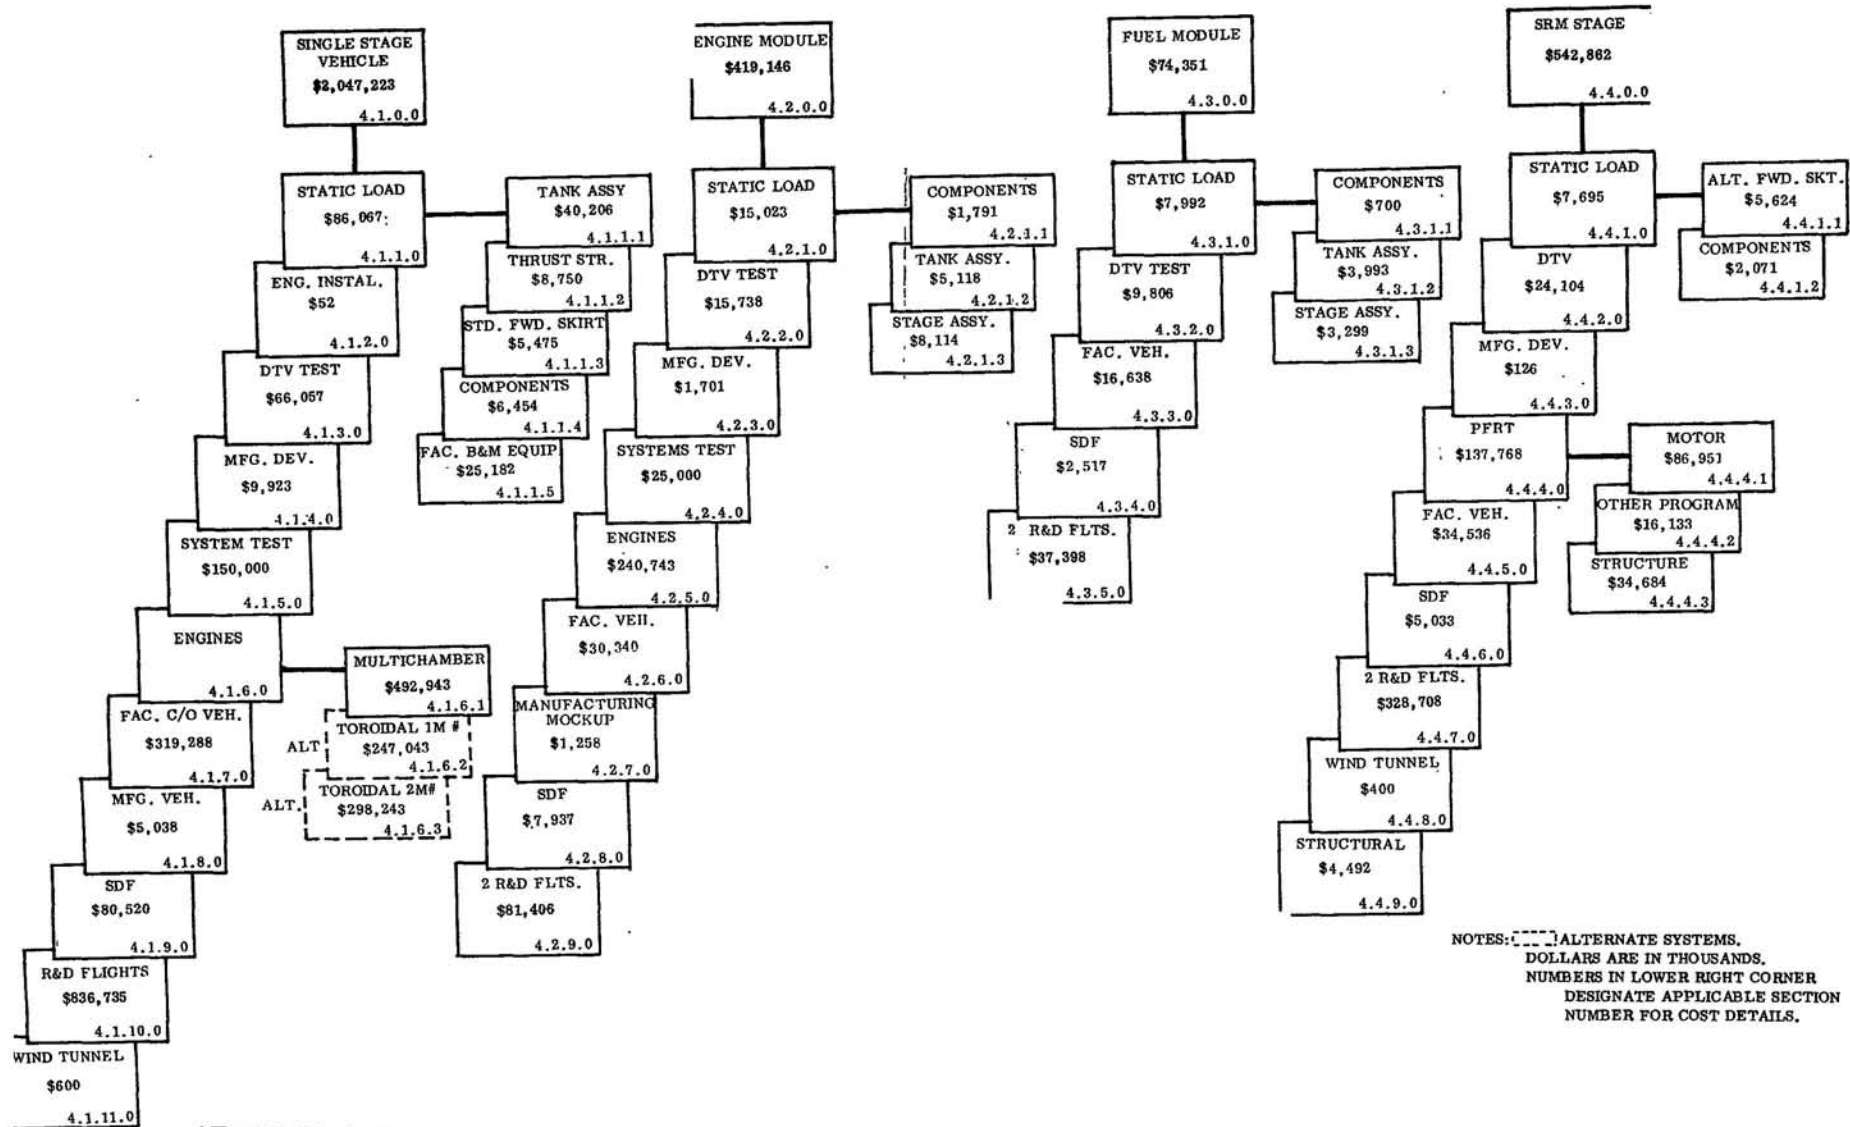 SINGLE STAGE
VEHICLE
$2,047,223
4.1.0.0
STATIC LOAD
$86,067
4.1.1.0
TANK ASSY
$40,206
4.1.1.1
THRUST STR.
$8,750
4.1.1.2
STD. FWD. SKIRT
$5,475
4.1.1.3
COMPONENTS
$6,454
4.1.1.4
FAC. B&M EQUIP
$25,182
4.1.1.5
ENG. INSTAL.
$52
4.1.2.0
DTV TEST
$66,057
4.1.3.0
MFG. DEV.
$9,923
4.1.4.0
SYSTEM TEST
$150,000
4.1.5.0
ENGINES
4.1.6.0
MULTICHAMBER
$492,943
4.1.6.1
ALT
TOROIDAL 1M #
$247,043
4.1.6.2
ALT.
TOROIDAL 2M#
$298,243
4.1.6.3
FAC. C/O VEH.
$319,288
4.1.7.0
MFG. VEH.
$5,038
4.1.8.0
SDF
$80,520
4.1.9.0
R&D FLIGHTS
$836,735
4.1.10.0
WIND TUNNEL
$600
4.1.11.0
ENGINE MODULE
$419,146
4.2.0.0
STATIC LOAD
$15,023
4.2.1.0
COMPONENTS
$1,791
4.2.1.1
TANK ASSY.
$5,118
4.2.1.2
STAGE ASSY.
$8,114
4.2.1.3
DTV TEST
$15,738
4.2.2.0
MFG. DEV.
$1,701
4.2.3.0
SYSTEMS TEST
$25,000
4.2.4.0
ENGINES
$240,743
4.2.5.0
FAC. VEH.
$30,340
4.2.6.0
MANUFACTURING
MOCKUP
$1,258
4.2.7.0
SDF
$7,937
4.2.8.0
2 R&D FLTS.
$81,406
4.2.9.0
FUEL MODULE
$74,351
4.3.0.0
STATIC LOAD
$7,992
4.3.1.0
COMPONENTS
$700
4.3.1.1
TANK ASSY.
$3,993
4.3.1.2
STAGE ASSY.
$3,299
4.3.1.3
DTV TEST
$9,806
4.3.2.0
FAC. VEH.
$16,638
4.3.3.0
SDF
$2,517
4.3.4.0
2 R&D FLTS.
$37,398
4.3.5.0
SRM STAGE
$542,862
4.4.0.0
STATIC LOAD
$7,695
4.4.1.0
ALT. FWD. SKT.
$5,624
4.4.1.1
COMPONENTS
$2,071
4.4.1.2
DTV
$24,104
4.4.2.0
MFG. DEV.
$126
4.4.3.0
PFRT
$137,768
4.4.4.0
MOTOR
$86,951
4.4.4.1
OTHER PROGRAM
$16,133
4.4.4.2
STRUCTURE
$34,684
4.4.4.3
FAC. VEH.
$34,536
4.4.5.0
SDF
$5,033
4.4.6.0
2 R&D FLTS.
$328,708
4.4.7.0
WIND TUNNEL
$400
4.4.8.0
STRUCTURAL
$4,492
4.4.9.0
NOTES: ALTERNATE SYSTEMS.
DOLLARS ARE IN THOUSANDS.
NUMBERS IN LOWER RIGHT CORNER
DESIGNATE APPLICABLE SECTION
NUMBER FOR COST DETAILS.